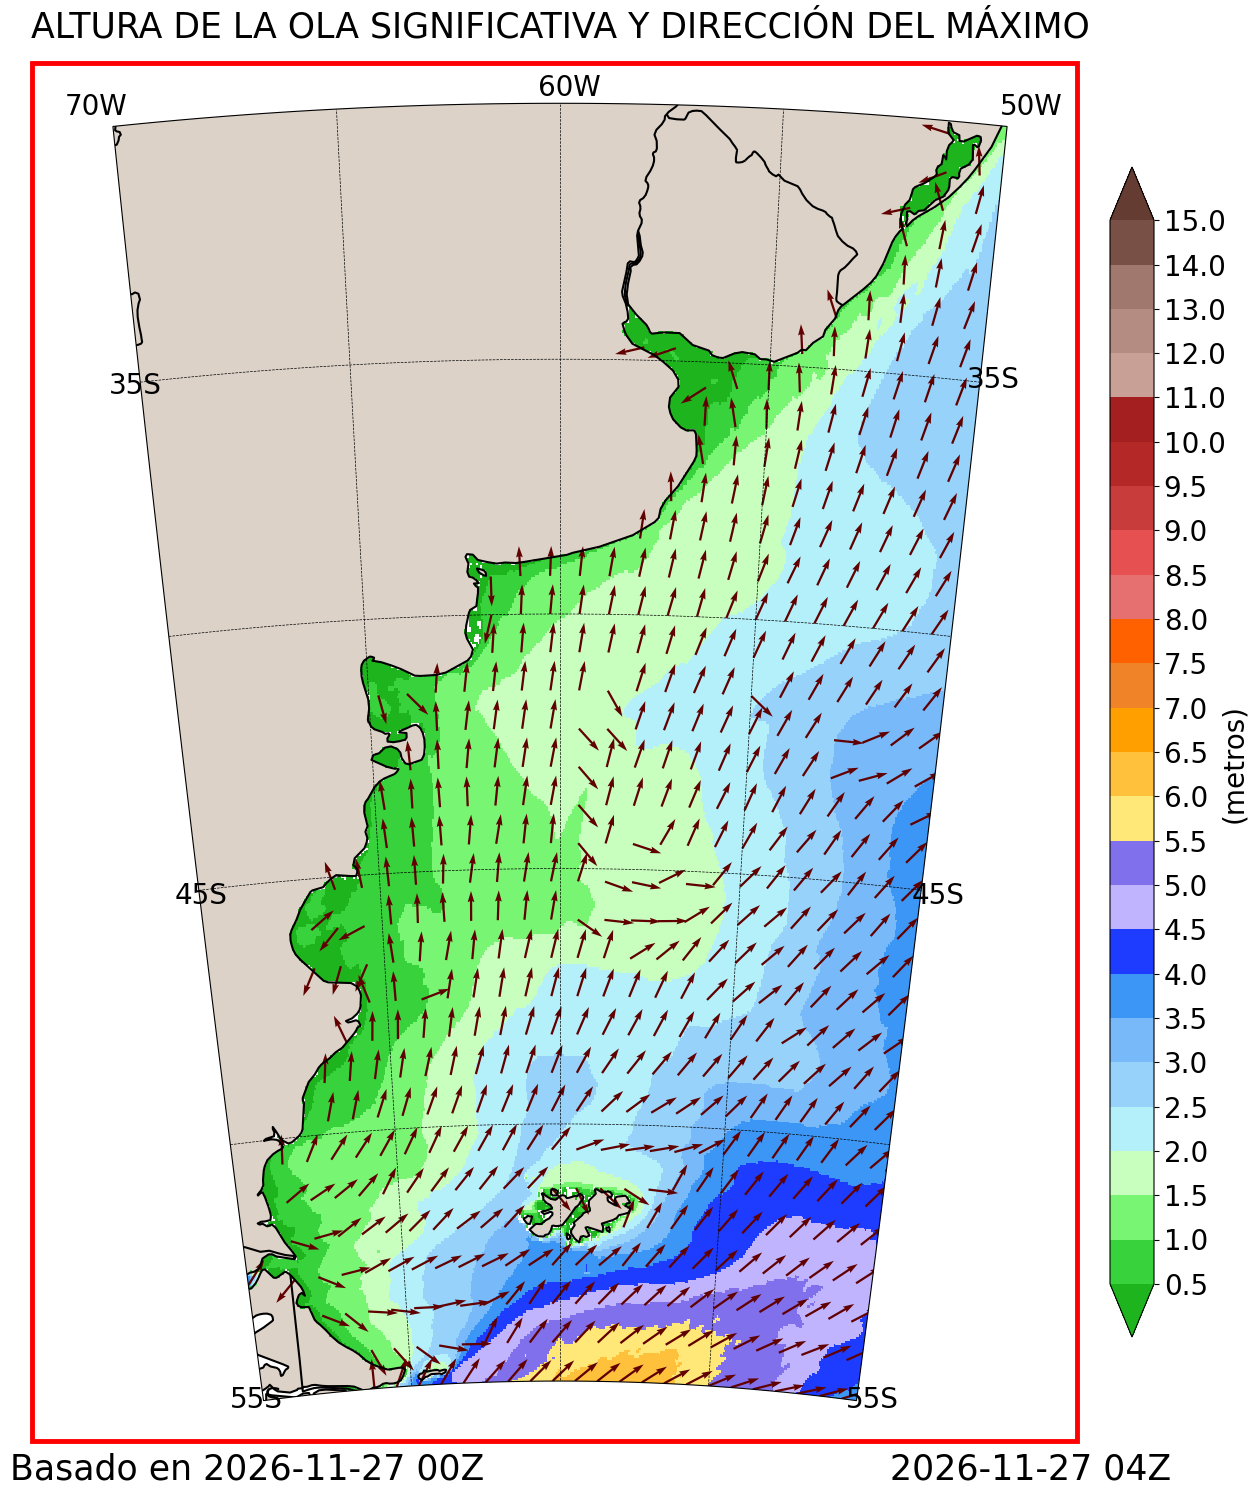 ALTURA DE LA OLA SIGNIFICATIVA Y DIRECCIÓN DEL MÁXIMO
70W
60W
50W
35S
35S
45S
45S
55S
55S
15.0
14.0
13.0
12.0
11.0
10.0
9.5
9.0
8.5
8.0
7.5
7.0
6.5
6.0
5.5
5.0
4.5
4.0
3.5
3.0
2.5
2.0
1.5
1.0
0.5
(metros)
Basado en 2026-11-27 00Z
2026-11-27 04Z